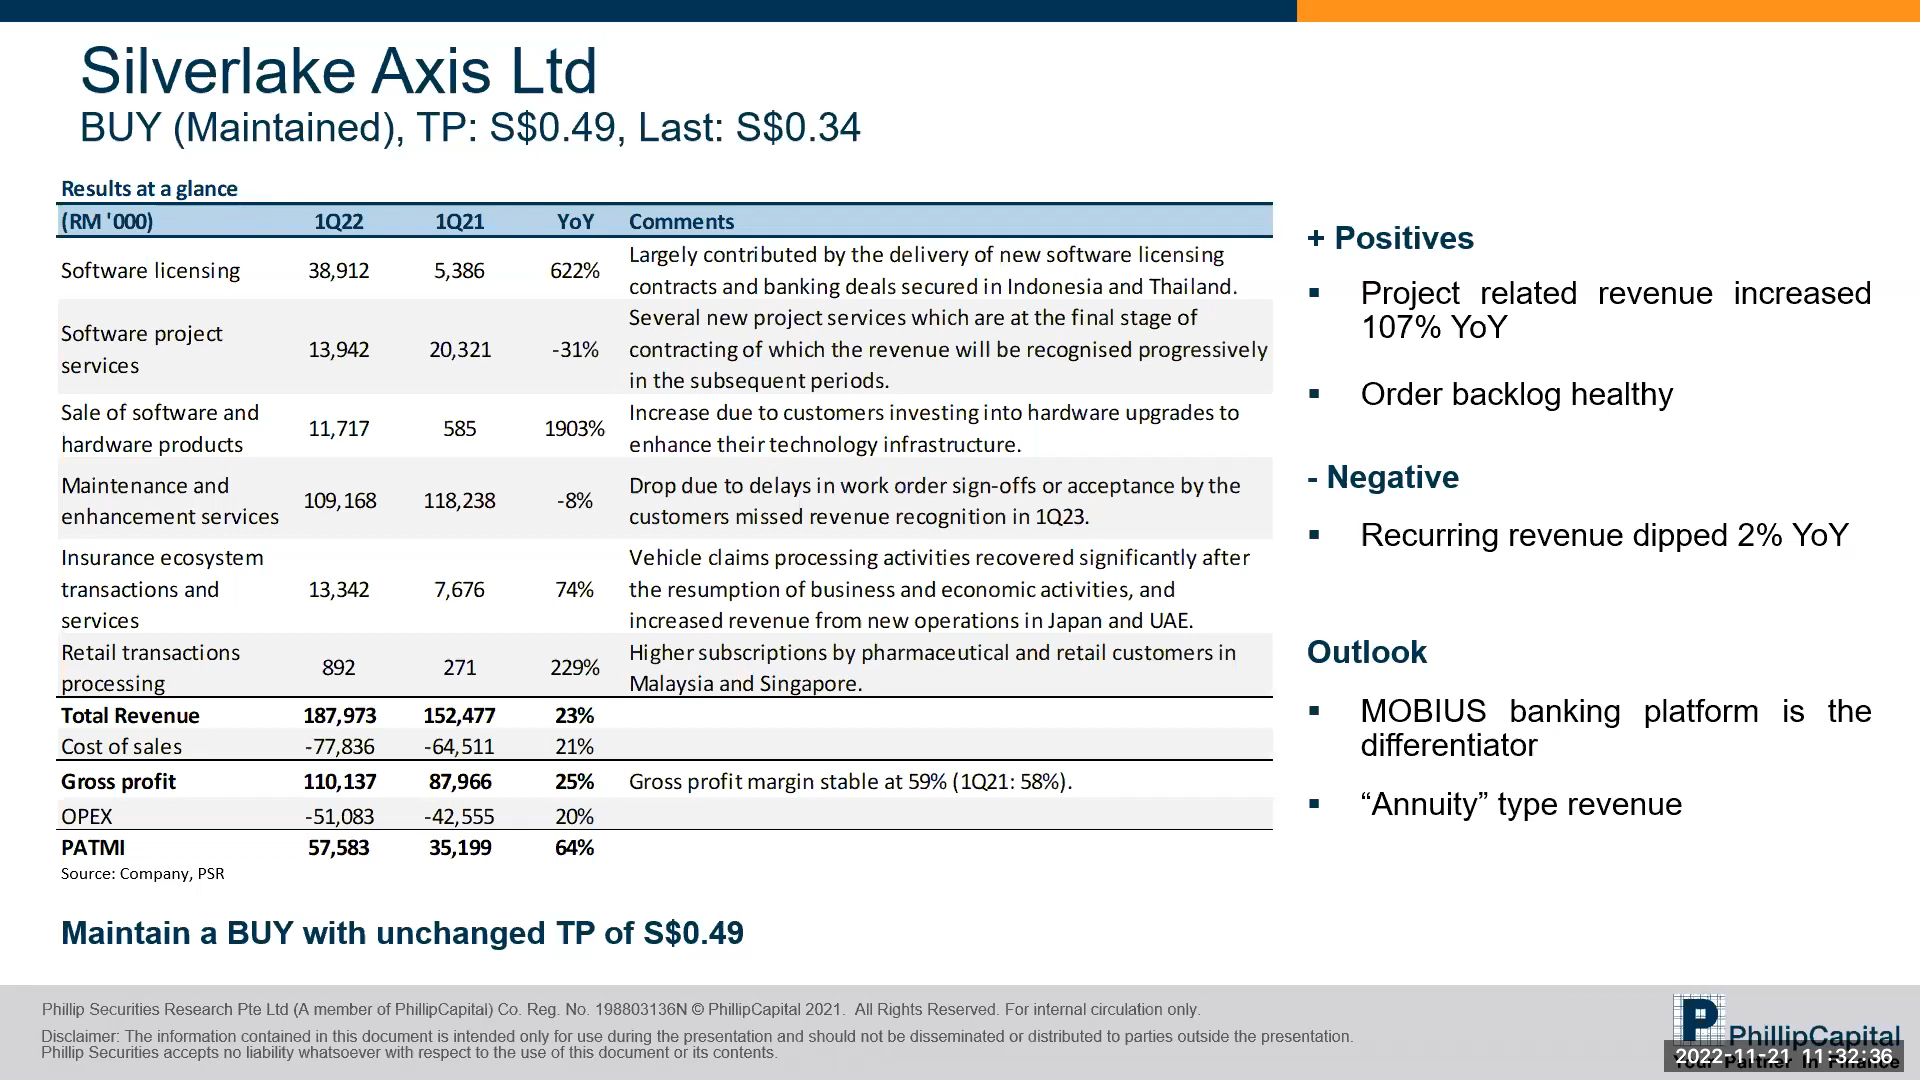 Silverlake Axis Ltd
BUY (Maintained), TP: S$0.49, Last: S$0.34
Results at a glance
(RM '000) 1Q22 1Q21 YoY Comments
Software licensing 38,912 5,386 622% Largely contributed by the delivery of new software licensing
contracts and banking deals secured in Indonesia and Thailand.
Software project
services 13,942 20,321 -31% Several new project services which are at the final stage of
contracting of which the revenue will be recognised progressively
in the subsequent periods.
Sale of software and
hardware products 11,717 585 1903% Increase due to customers investing into hardware upgrades to
enhance their technology infrastructure.
Maintenance and
enhancement services 109,168 118,238 -8% Drop due to delays in work order sign-offs or acceptance by the
customers missed revenue recognition in 1Q23.
Insurance ecosystem
transactions and
services 13,342 7,676 74% Vehicle claims processing activities recovered significantly after
the resumption of business and economic activities, and
increased revenue from new operations in Japan and UAE.
Retail transactions
processing 892 271 229% Higher subscriptions by pharmaceutical and retail customers in
Malaysia and Singapore.
Total Revenue 187,973 152,477 23%
Cost of sales -77,836 -64,511 21%
Gross profit 110,137 87,966 25% Gross profit margin stable at 59% (1Q21: 58%).
OPEX -51,083 -42,555 20%
PATMI 57,583 35,199 64%
Source: Company, PSR
Maintain a BUY with unchanged TP of S$0.49
+ Positives
▪ Project related revenue increased
107% YoY
▪ Order backlog healthy
- Negative
▪ Recurring revenue dipped 2% YoY
Outlook
▪ MOBIUS banking platform is the
differentiator
▪ “Annuity” type revenue
Phillip Securities Research Pte Ltd (A member of PhillipCapital) Co. Reg. No. 198803136N © PhillipCapital 2021. All Rights Reserved. For internal circulation only.
Disclaimer: The information contained in this document is intended only for use during the presentation and should not be disseminated or distributed to parties outside the presentation.
Phillip Securities accepts no liability whatsoever with respect to the use of this document or its contents.
P
PhillipCapital
Your Partner In Finance
2022-11-21 11:32:36